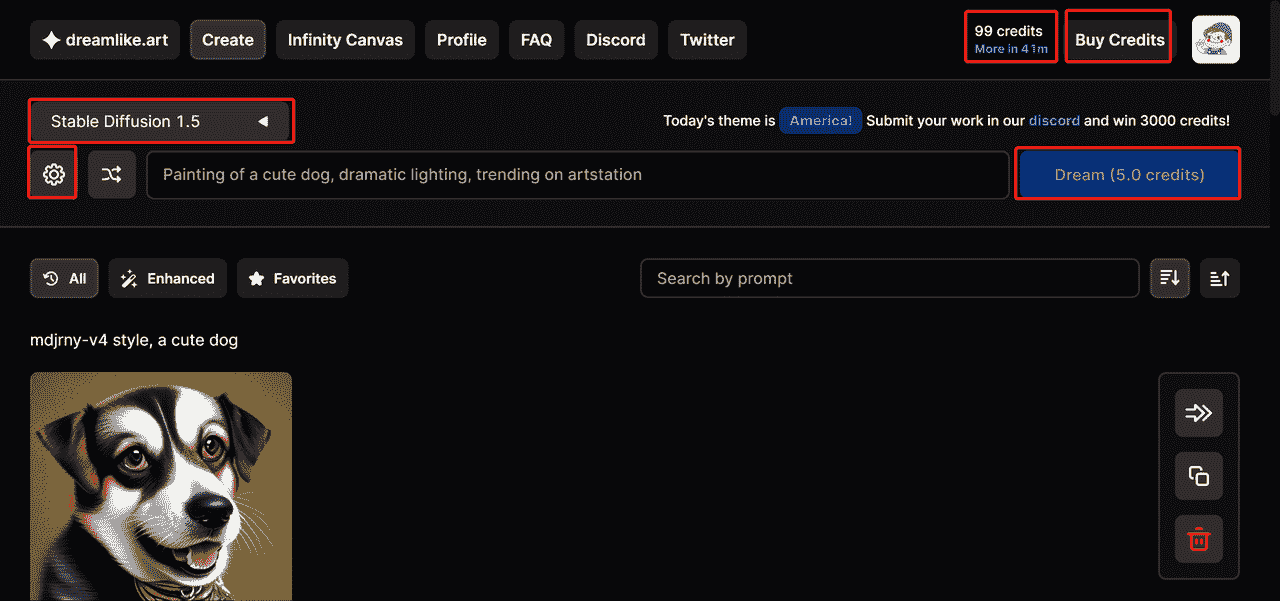 dreamlike.art Create Infinity Canvas Profile FAQ Discord Twitter 99 credits Buy Credits
More in 41m
Stable Diffusion 1.5 Today's theme is America! Submit your work in our discord and win 3000 credits!
Painting of a cute dog, dramatic lighting, trending on artstation Dream (5.0 credits)
All Enhanced Favorites Search by prompt
mdjrny-v4 style, a cute dog